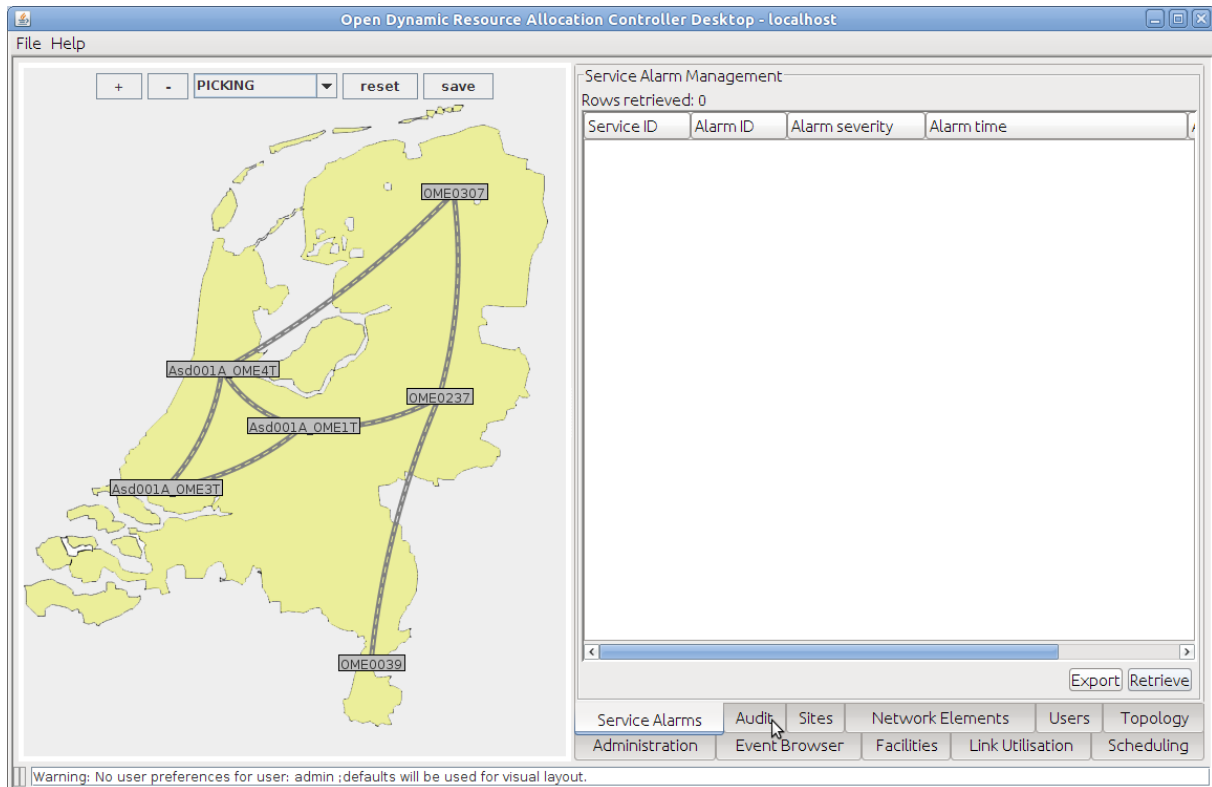 Open Dynamic Resource Allocation Controller Desktop - localhost
File Help
+ - PICKING reset save
OME0307
Asd001A_OME4T
OME0237
Asd001A_OME1T
Asd001A_OME3T
OME0039
Service Alarm Management
Rows retrieved: 0
Service ID Alarm ID Alarm severity Alarm time
Export Retrieve
Service Alarms Audit Sites Network Elements Users Topology
Administration Event Browser Facilities Link Utilisation Scheduling
Warning: No user preferences for user: admin ;defaults will be used for visual layout.